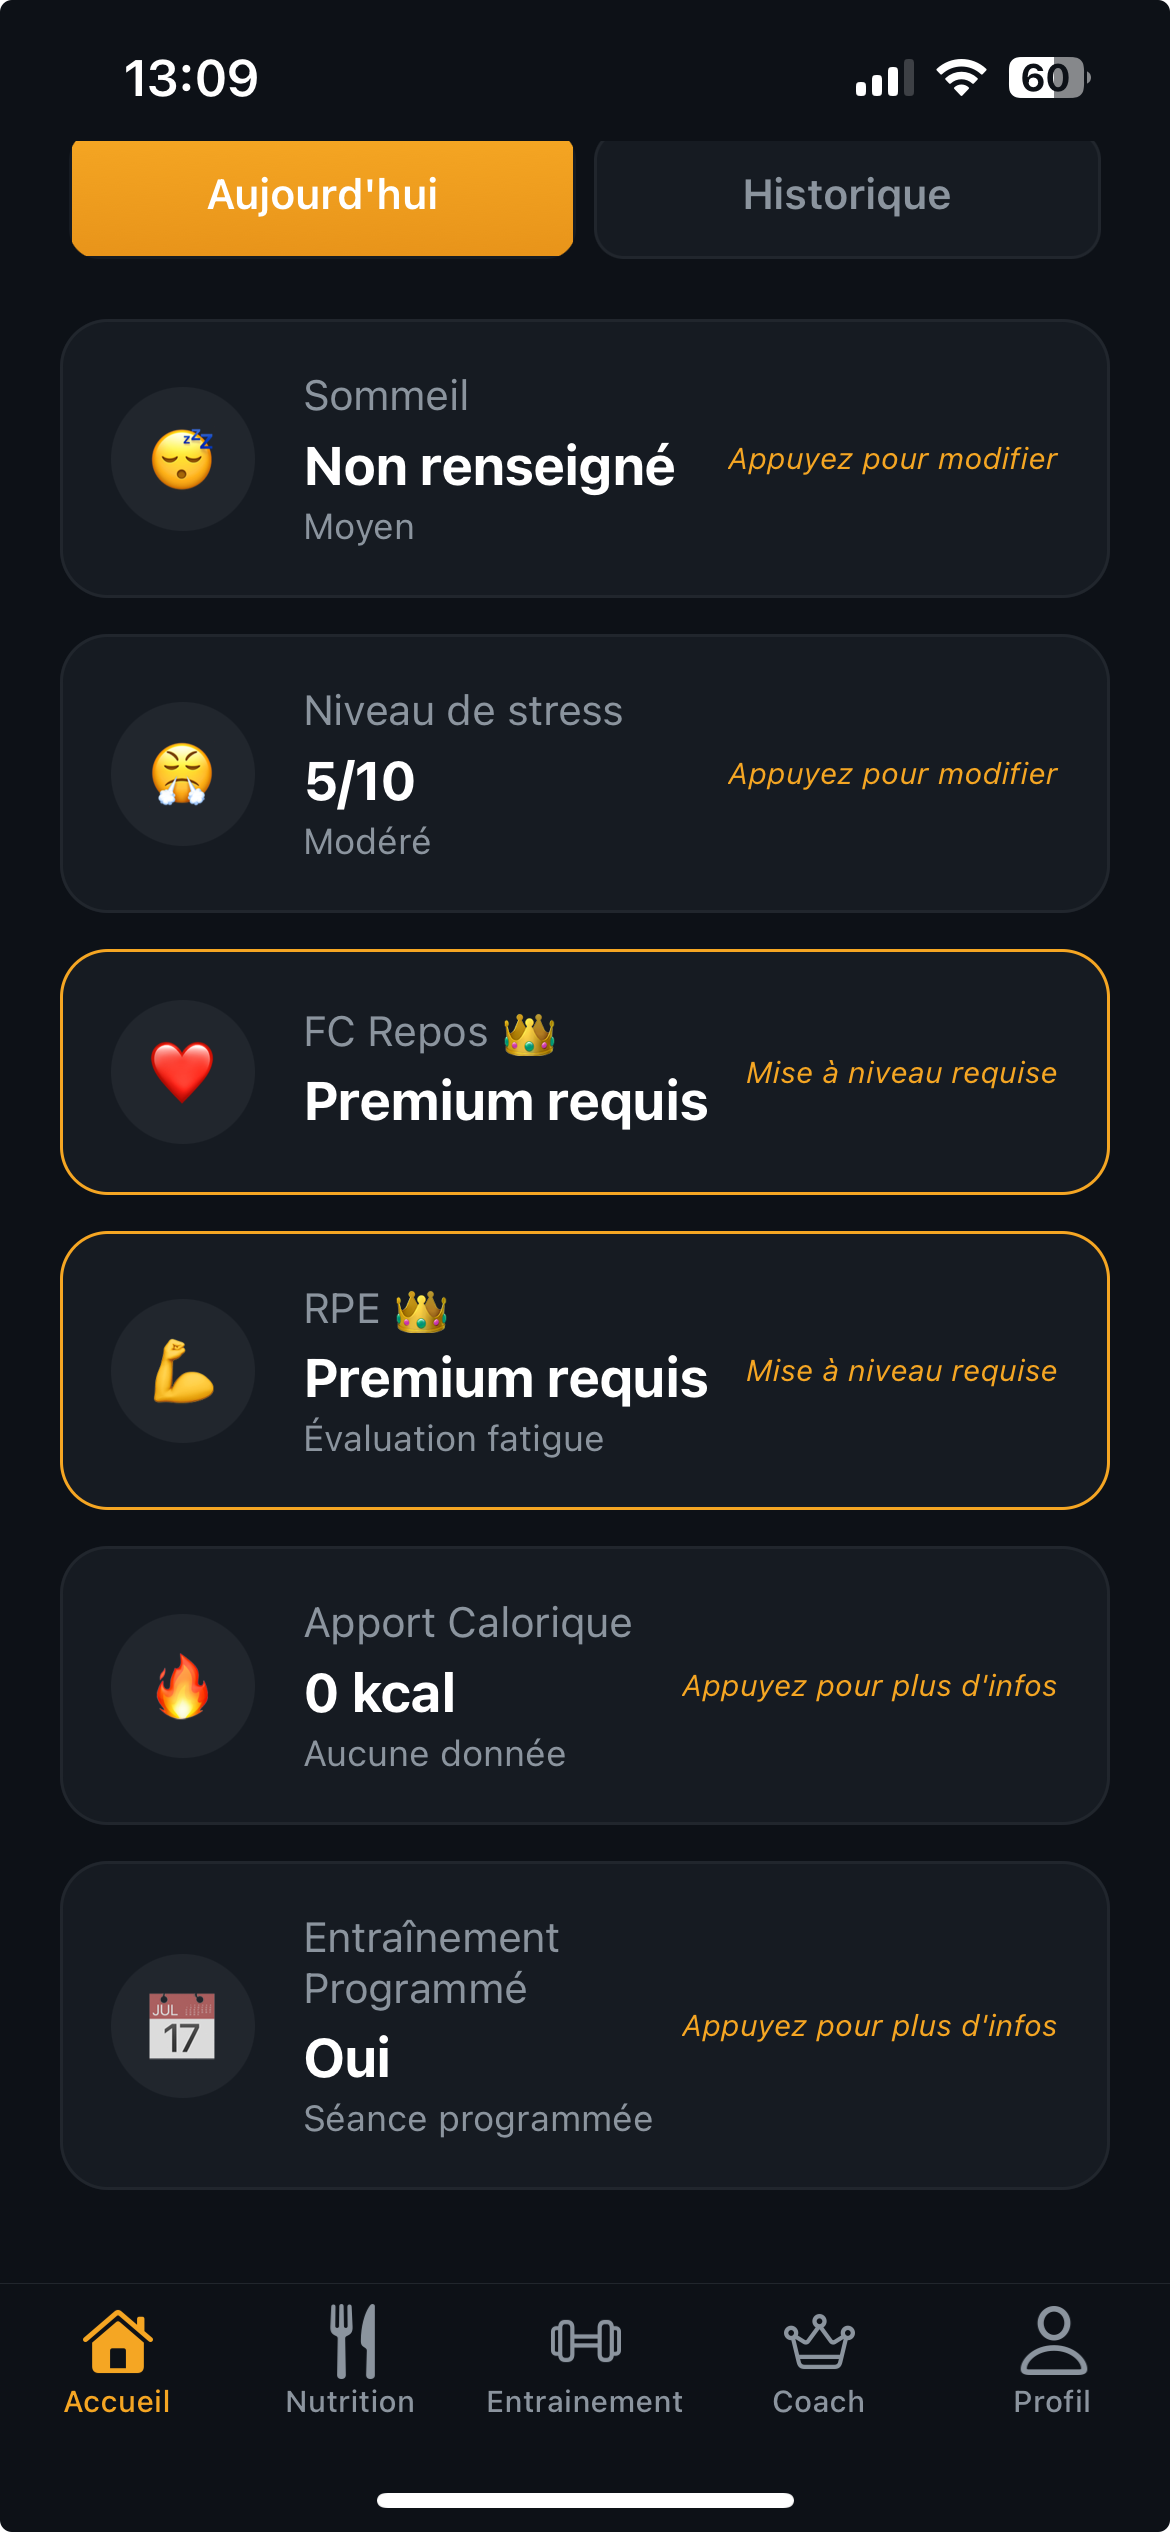 13:09
60
Aujourd'hui
Historique
Sommeil
Non renseigné
Appuyez pour modifier
Moyen
Niveau de stress
5/10
Appuyez pour modifier
Modéré
FC Repos
Premium requis
Mise à niveau requise
RPE
Premium requis
Mise à niveau requise
Évaluation fatigue
Apport Calorique
0 kcal
Appuyez pour plus d'infos
Aucune donnée
Entraînement
Programmé
JUL
17
Oui
Appuyez pour plus d'infos
Séance programmée
Accueil
Nutrition
Entrainement
Coach
Profil